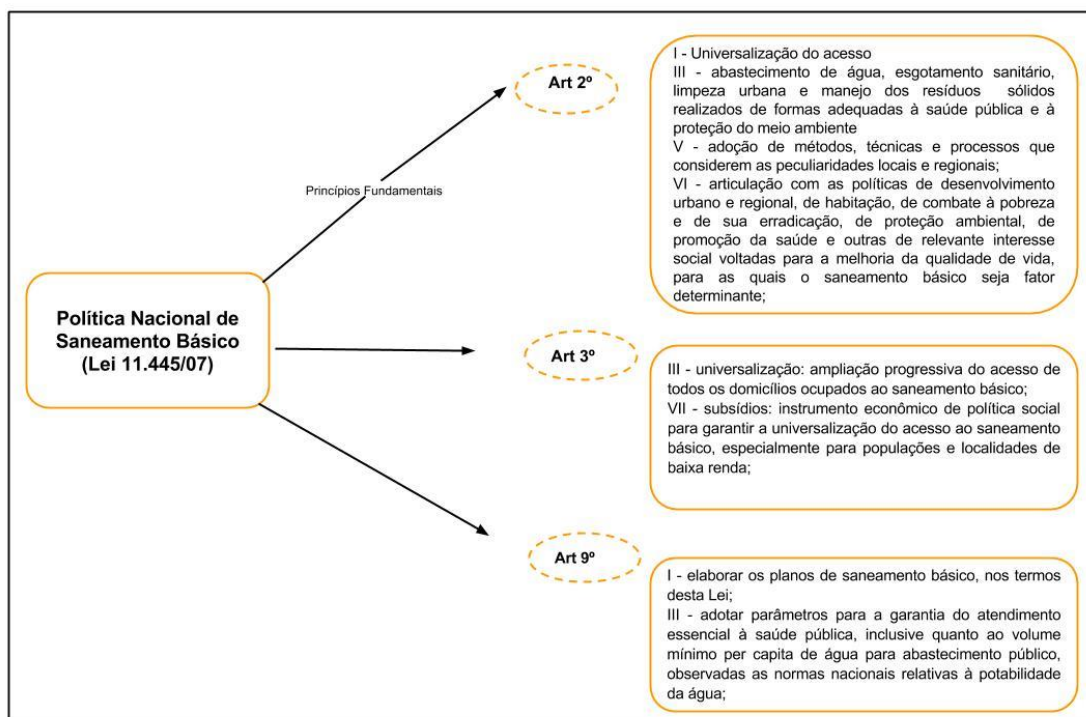 Política Nacional de
Saneamento Básico
(Lei 11.445/07)
Princípios Fundamentais
Art 2º
I - Universalização do acesso
III - abastecimento de água, esgotamento sanitário,
limpeza urbana e manejo dos resíduos sólidos
realizados de formas adequadas à saúde pública e à
proteção do meio ambiente
V - adoção de métodos, técnicas e processos que
considerem as peculiaridades locais e regionais;
VI - articulação com as políticas de desenvolvimento
urbano e regional, de habitação, de combate à pobreza
e de sua erradicação, de proteção ambiental, de
promoção da saúde e outras de relevante interesse
social voltadas para a melhoria da qualidade de vida,
para as quais o saneamento básico seja fator
determinante;
Art 3º
III - universalização: ampliação progressiva do acesso de
todos os domicílios ocupados ao saneamento básico;
VII - subsídios: instrumento econômico de política social
para garantir a universalização do acesso ao saneamento
básico, especialmente para populações e localidades de
baixa renda;
Art 9º
I - elaborar os planos de saneamento básico, nos termos
desta Lei;
III - adotar parâmetros para a garantia do atendimento
essencial à saúde pública, inclusive quanto ao volume
mínimo per capita de água para abastecimento público,
observadas as normas nacionais relativas à potabilidade
da água;